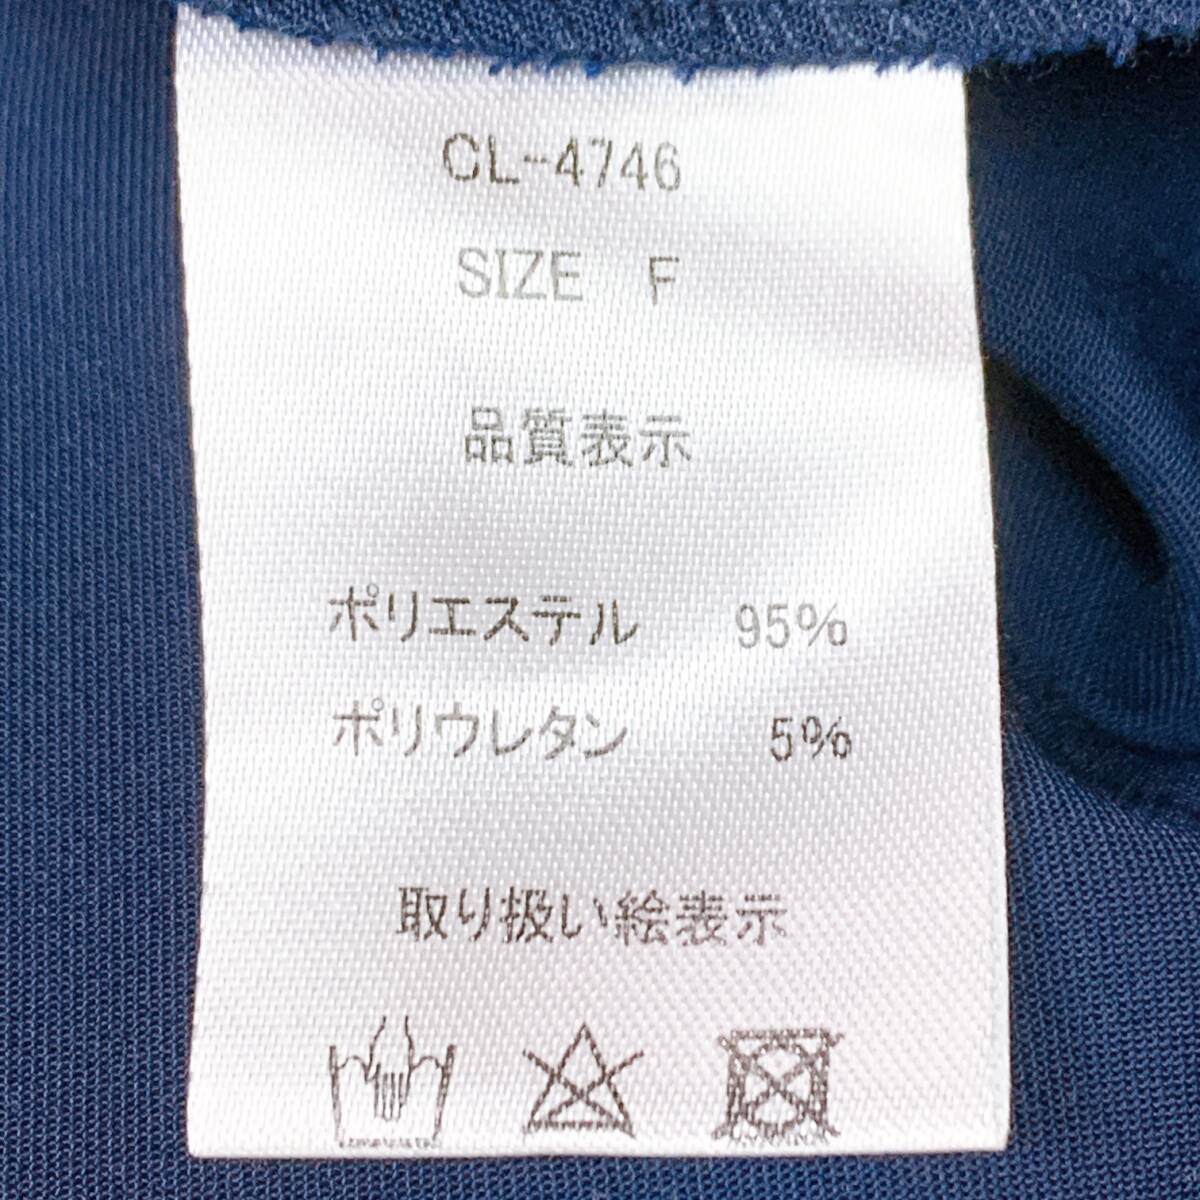 CL-4746
SIZE F
品質表示
ポリエステル 95%
ポリウレタン 5%
取り扱い絵表示